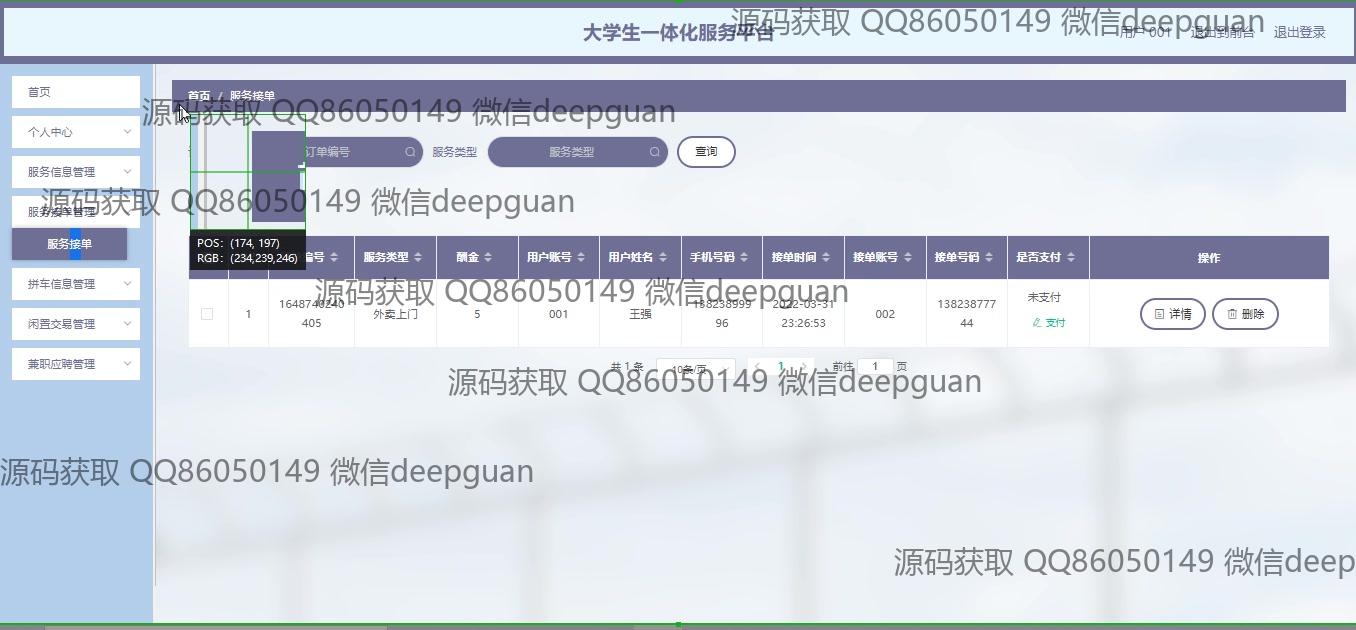 大学生一体化服务平台
用户 001 退出到前台 退出登录
源码获取 QQ86050149 微信deepguan
首页 / 服务接单
源码获取 QQ86050149 微信deepguan
首页
个人中心
服务信息管理
服务接单管理
服务接单
拼车信息管理
闲置交易管理
兼职应聘管理
订单编号 服务类型 服务类型 查询
源码获取 QQ86050149 微信deepguan
POS: (174, 197)
RGB: (234,239,246)
编号 服务类型 酬金 用户账号 用户姓名 手机号码 接单时间 接单账号 接单号码 是否支付 操作
1 1648740240405 外卖上门 5 001 王强 13823899996 2022-03-31 23:26:53 002 13823877744 未支付 支付 详情 删除
源码获取 QQ86050149 微信deepguan
共 1 条 10条/页 1 前往 1 页
源码获取 QQ86050149 微信deepguan
源码获取 QQ86050149 微信deepguan
源码获取 QQ86050149 微信deep